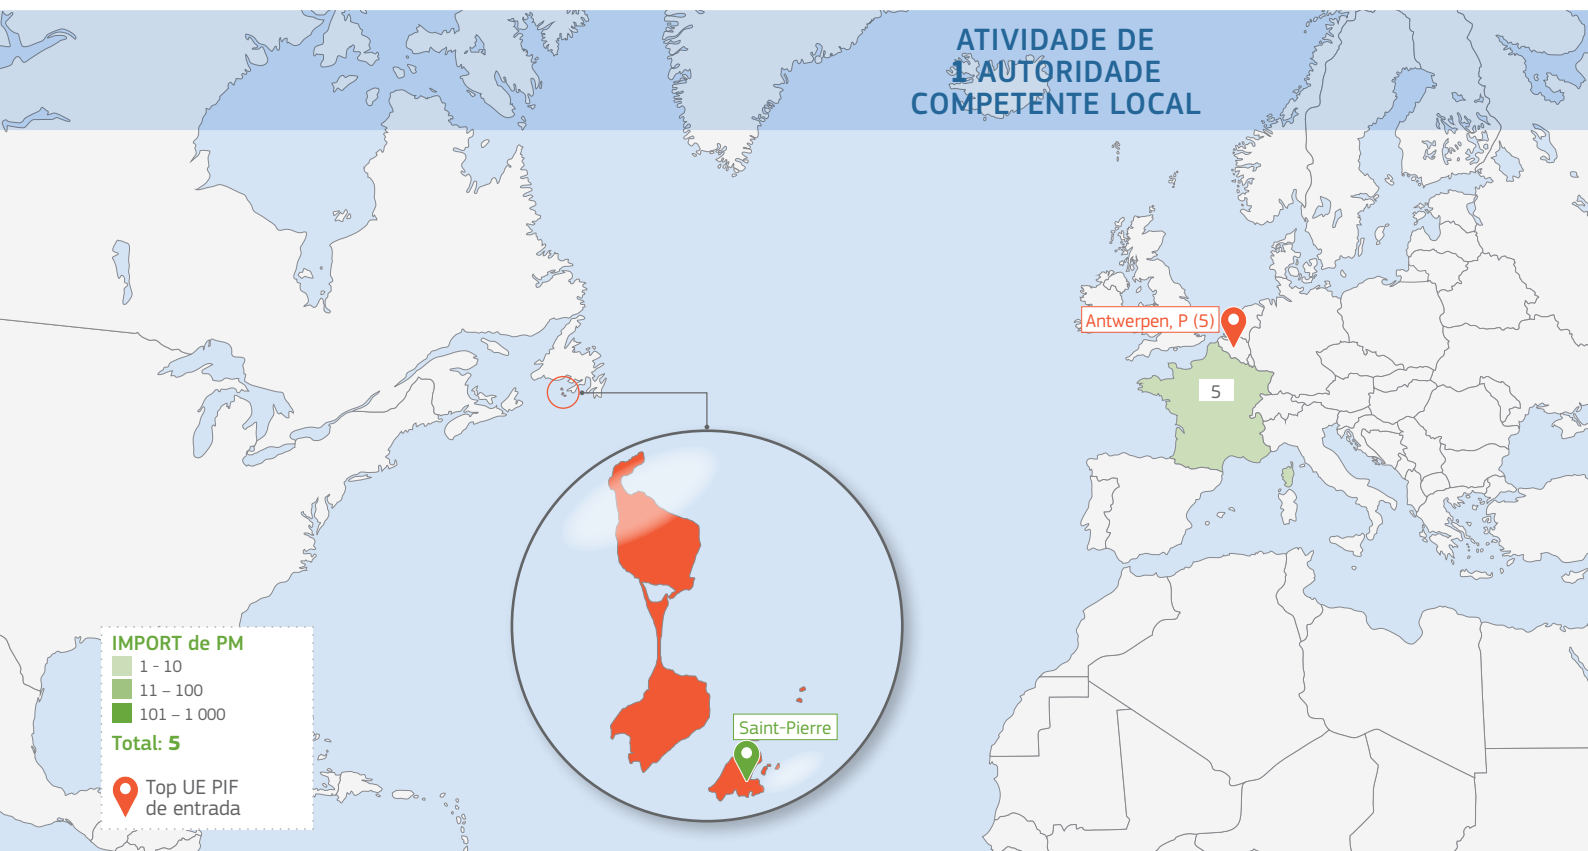 ATIVIDADE DE
1 AUTORIDADE
COMPETENTE LOCAL
Antwerpen, P (5)
5
Saint-Pierre
IMPORT de PM
1 - 10
11 – 100
101 – 1 000
Total: 5
Top UE PIF
de entrada